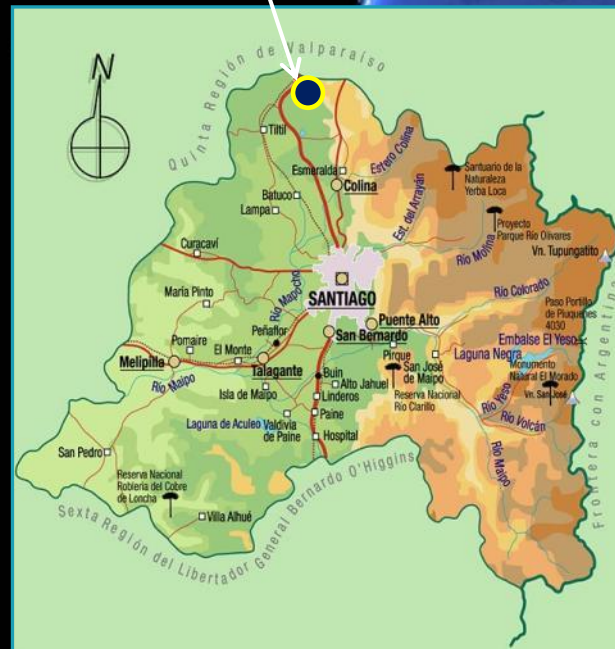 Quinta Región de Valparaíso
N
Tiltil
Esmeralda
Colina
Estero Colina
Santuario de la
Naturaleza
Yerba Loca
Batuco
Lampa
Est. del Arrayán
Proyecto
Parque Río Olivares
Río Molina
Vn. Tupungatito
Curacaví
Río Mapocho
María Pinto
SANTIAGO
Río Colorado
Paso Portillo
de Piuquenes
4030
Peñaflor
Puente Alto
San Bernardo
Embalse El Yeso
Pomaire
El Monte
Pirque
Laguna Negra
Melipilla
Talagante
San José
de Maipo
Monumento
Natural El Morado
Río Maipo
Buin
Alto Jahuel
Isla de Maipo
Linderos
Reserva Nacional
Río Clarillo
Río Yeso
Vn. San José
Laguna de Aculeo
Valdivia
de Paine
Paine
Río Volcán
Hospital
San Pedro
Río Maipo
Reserva Nacional
Robleria del Cobre
de Loncha
Villa Alhué
Sexta Región del Libertador General Bernardo O'Higgins
Frontera con Argentina